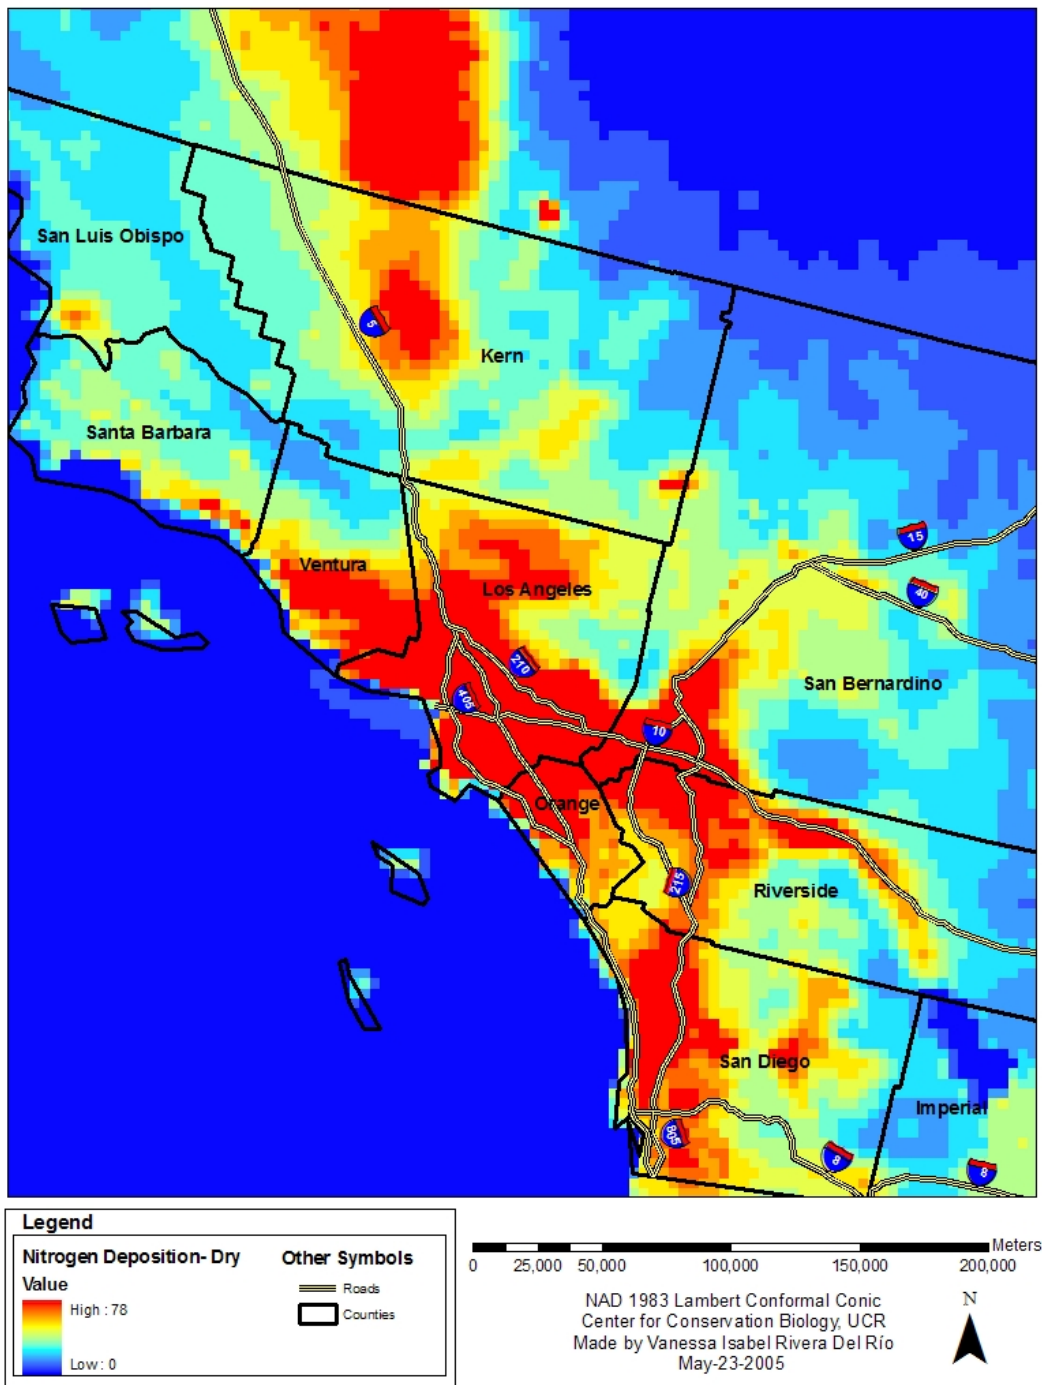 San Luis Obispo
5
Kern
Santa Barbara
15
Ventura
Los Angeles
40
210
San Bernardino
405
10
Orange
215
Riverside
San Diego
Imperial
805
8
8
Legend
Nitrogen Deposition- Dry
Value
High : 78
Low : 0
Other Symbols
Roads
Counties
Meters
0 25,000 50,000 100,000 150,000 200,000
NAD 1983 Lambert Conformal Conic
Center for Conservation Biology, UCR
Made by Vanessa Isabel Rivera Del Río
May-23-2005
N